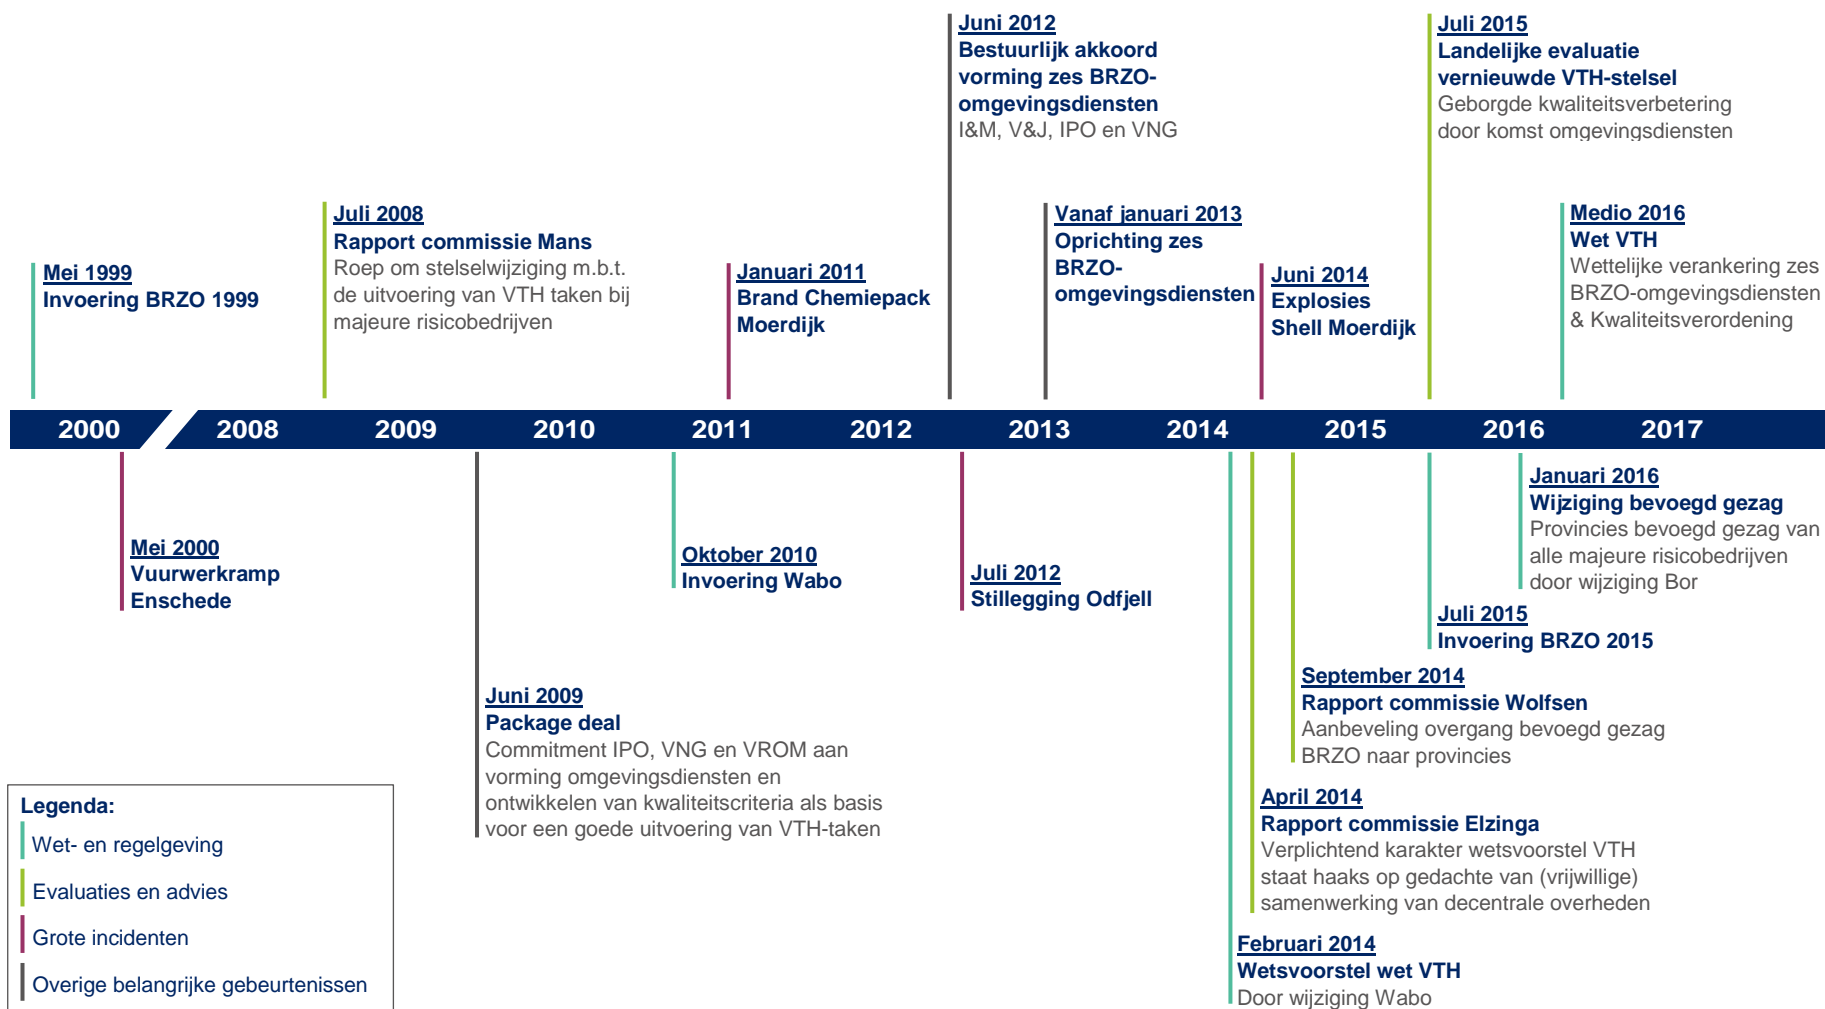 Juni 2012
Bestuurlijk akkoord
vorming zes BRZO-
omgevingsdiensten
I&M, V&J, IPO en VNG
Juli 2015
Landelijke evaluatie
vernieuwde VTH-stelsel
Geborgde kwaliteitsverbetering
door komst omgevingsdiensten
Mei 1999
Invoering BRZO 1999
Juli 2008
Rapport commissie Mans
Roep om stelselwijziging m.b.t.
de uitvoering van VTH taken bij
majeure risicobedrijven
Januari 2011
Brand Chemiepack
Moerdijk
Vanaf januari 2013
Oprichting zes
BRZO-
omgevingsdiensten
Juni 2014
Explosies
Shell Moerdijk
Medio 2016
Wet VTH
Wettelijke verankering zes
BRZO-omgevingsdiensten
& Kwaliteitsverordening
2000 2008 2009 2010 2011 2012 2013 2014 2015 2016 2017
Mei 2000
Vuurwerkramp
Enschede
Juni 2009
Package deal
Commitment IPO, VNG en VROM aan
vorming omgevingsdiensten en
ontwikkelen van kwaliteitscriteria als basis
voor een goede uitvoering van VTH-taken
Oktober 2010
Invoering Wabo
Juli 2012
Stillegging Odfjell
Januari 2016
Wijziging bevoegd gezag
Provincies bevoegd gezag van
alle majeure risicobedrijven
door wijziging Bor
Juli 2015
Invoering BRZO 2015
September 2014
Rapport commissie Wolfsen
Aanbeveling overgang bevoegd gezag
BRZO naar provincies
April 2014
Rapport commissie Elzinga
Verplichtend karakter wetsvoorstel VTH
staat haaks op gedachte van (vrijwillige)
samenwerking van decentrale overheden
Februari 2014
Wetsvoorstel wet VTH
Door wijziging Wabo
Legenda:
Wet- en regelgeving
Evaluaties en advies
Grote incidenten
Overige belangrijke gebeurtenissen